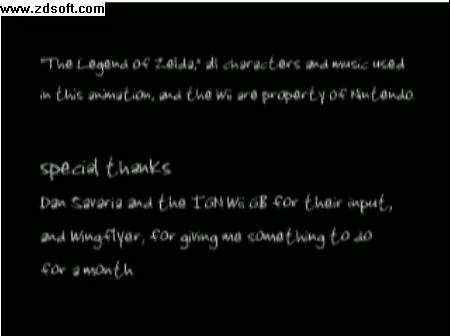 www.zdsoft.com
"The Legend of Zelda," all characters and music used
in this animation, and the Wii are property of Nintendo.
special thanks
Dan Savaria and the IGN Wii GB for their input,
and Wingflyer, for giving me something to do
for a month